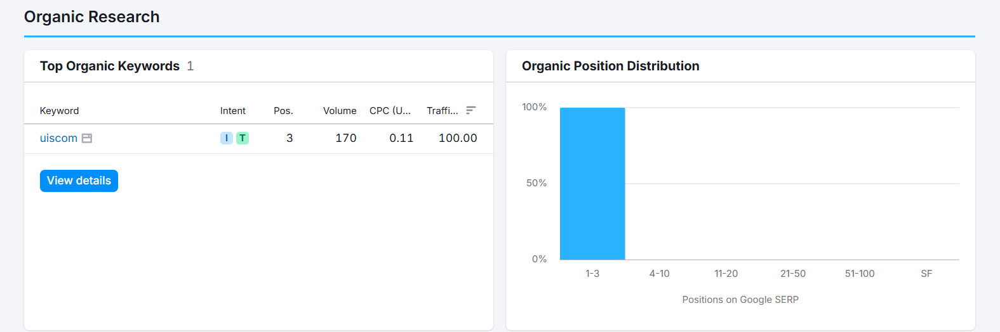 Organic Research
Top Organic Keywords 1
Keyword Intent Pos. Volume CPC (U... Traffi...
uiscom I T 3 170 0.11 100.00
View details
Organic Position Distribution
100%
50%
0%
1-3 4-10 11-20 21-50 51-100 SF
Positions on Google SERP